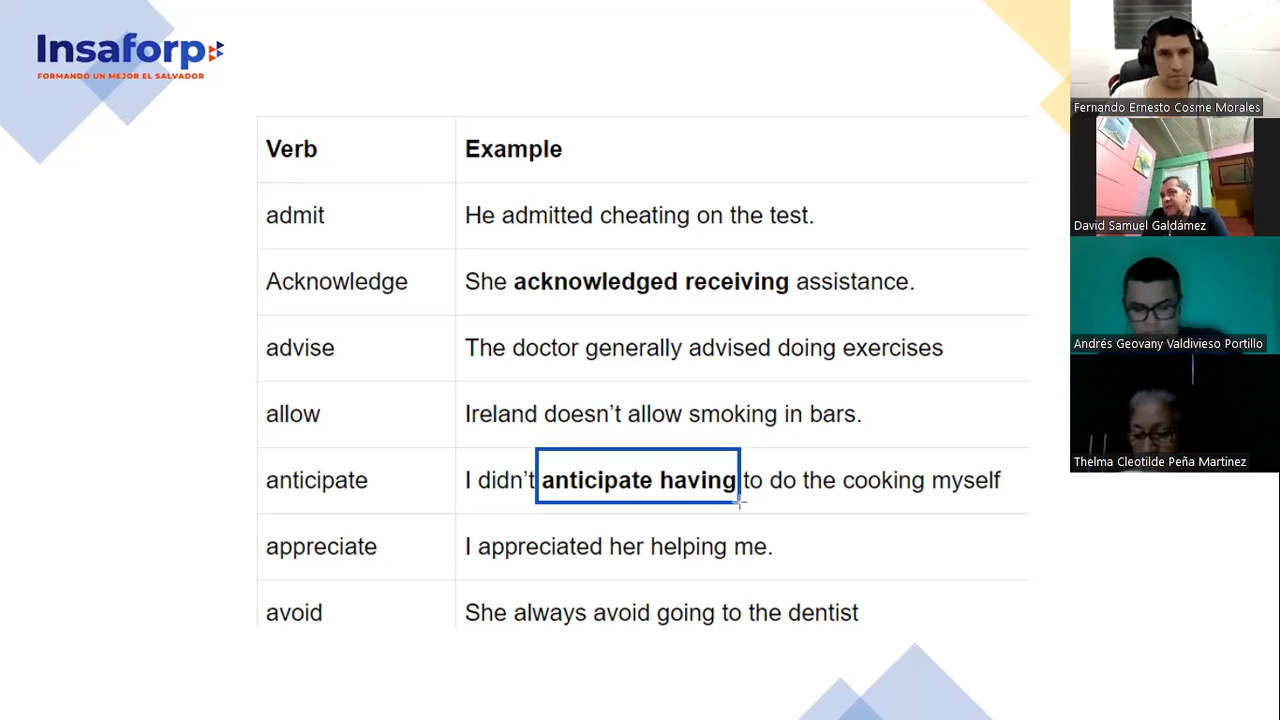 Insaforp
FORMANDO UN MEJOR EL SALVADOR
Verb Example
admit He admitted cheating on the test.
Acknowledge She acknowledged receiving assistance.
advise The doctor generally advised doing exercises
allow Ireland doesn't allow smoking in bars.
anticipate I didn't anticipate having to do the cooking myself
appreciate I appreciated her helping me.
avoid She always avoid going to the dentist
Fernando Ernesto Cosme Morales
David Samuel Galdámez
Andrés Geovany Valdivieso Portillo
Thelma Cleotilde Peña Martinez